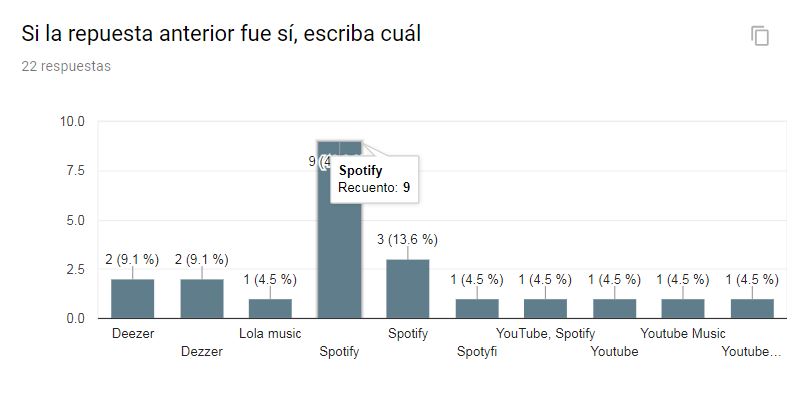 Si la repuesta anterior fue sí, escriba cuál
22 respuestas
10.0
7.5
5.0
2.5
0.0
2 (9.1 %)
2 (9.1 %)
1 (4.5 %)
9 (4
Spotify
Recuento: 9
3 (13.6 %)
1 (4.5 %)
1 (4.5 %)
1 (4.5 %)
1 (4.5 %)
1 (4.5 %)
Deezer
Dezzer
Lola music
Spotify
Spotify
Spotyfi
YouTube, Spotify
Youtube
Youtube Music
Youtube…